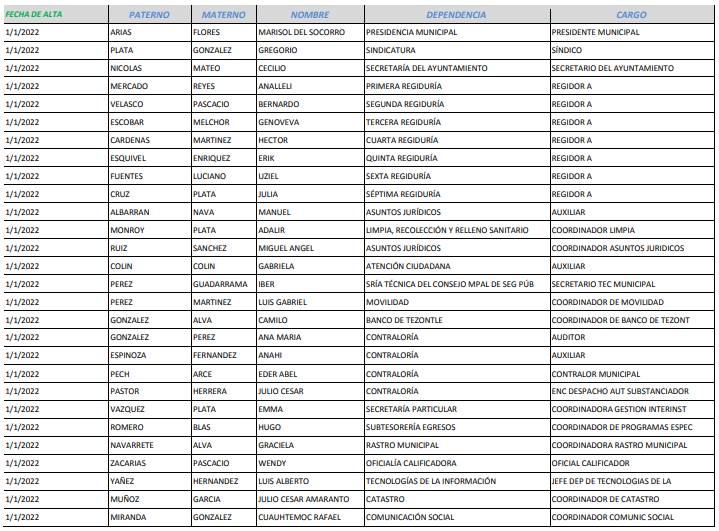 FECHA DE ALTA PATERNO MATERNO NOMBRE DEPENDENCIA CARGO
1/1/2022 ARIAS FLORES MARISOL DEL SOCORRO PRESIDENCIA MUNICIPAL PRESIDENTE MUNICIPAL
1/1/2022 PLATA GONZALEZ GREGORIO SINDICATURA SÍNDICO
1/1/2022 NICOLAS MATEO CECILIO SECRETARÍA DEL AYUNTAMIENTO SECRETARIO DEL AYUNTAMIENTO
1/1/2022 MERCADO REYES ANALLELI PRIMERA REGIDURÍA REGIDOR A
1/1/2022 VELASCO PASCACIO BERNARDO SEGUNDA REGIDURÍA REGIDOR A
1/1/2022 ESCOBAR MELCHOR GENOVEVA TERCERA REGIDURÍA REGIDOR A
1/1/2022 CARDENAS MARTINEZ HECTOR CUARTA REGIDURÍA REGIDOR A
1/1/2022 ESQUIVEL ENRIQUEZ ERIK QUINTA REGIDURÍA REGIDOR A
1/1/2022 FUENTES LUCIANO UZIEL SEXTA REGIDURÍA REGIDOR A
1/1/2022 CRUZ PLATA JULIA SÉPTIMA REGIDURÍA REGIDOR A
1/1/2022 ALBARRAN NAVA MANUEL ASUNTOS JURÍDICOS AUXILIAR
1/1/2022 MONROY PLATA ADALIR LIMPIA, RECOLECCIÓN Y RELLENO SANITARIO COORDINADOR LIMPIA
1/1/2022 RUIZ SANCHEZ MIGUEL ANGEL ASUNTOS JURÍDICOS COORDINADOR ASUNTOS JURIDICOS
1/1/2022 COLIN COLIN GABRIELA ATENCIÓN CIUDADANA AUXILIAR
1/1/2022 PEREZ GUADARRAMA IBER SRÍA TÉCNICA DEL CONSEJO MPAL DE SEG PÚB SECRETARIO TEC MUNICIPAL
1/1/2022 PEREZ MARTINEZ LUIS GABRIEL MOVILIDAD COORDINADOR DE MOVILIDAD
1/1/2022 GONZALEZ ALVA CAMILO BANCO DE TEZONTLE COORDINADOR DE BANCO DE TEZONT
1/1/2022 GONZALEZ PEREZ ANA MARIA CONTRALORÍA AUDITOR
1/1/2022 ESPINOZA FERNANDEZ ANAHI CONTRALORÍA AUXILIAR
1/1/2022 PECH ARCE EDER ABEL CONTRALORÍA CONTRALOR MUNICIPAL
1/1/2022 PASTOR HERRERA JULIO CESAR CONTRALORÍA ENC DESPACHO AUT SUBSTANCIADOR
1/1/2022 VAZQUEZ PLATA EMMA SECRETARÍA PARTICULAR COORDINADORA GESTION INTERINST
1/1/2022 ROMERO BLAS HUGO SUBTESORERÍA EGRESOS COORDINADOR DE PROGRAMAS ESPEC
1/1/2022 NAVARRETE ALVA GRACIELA RASTRO MUNICIPAL COORDINADORA RASTRO MUNICIPAL
1/1/2022 ZACARIAS PASCACIO WENDY OFICIALÍA CALIFICADORA OFICIAL CALIFICADOR
1/1/2022 YAÑEZ HERNANDEZ LUIS ALBERTO TECNOLOGÍAS DE LA INFORMACIÓN JEFE DEP DE TECNOLOGIAS DE LA
1/1/2022 MUÑOZ GARCIA JULIO CESAR AMARANTO CATASTRO COORDINADOR DE CATASTRO
1/1/2022 MIRANDA GONZALEZ CUAUHTEMOC RAFAEL COMUNICACIÓN SOCIAL COORDINADOR COMUNIC SOCIAL